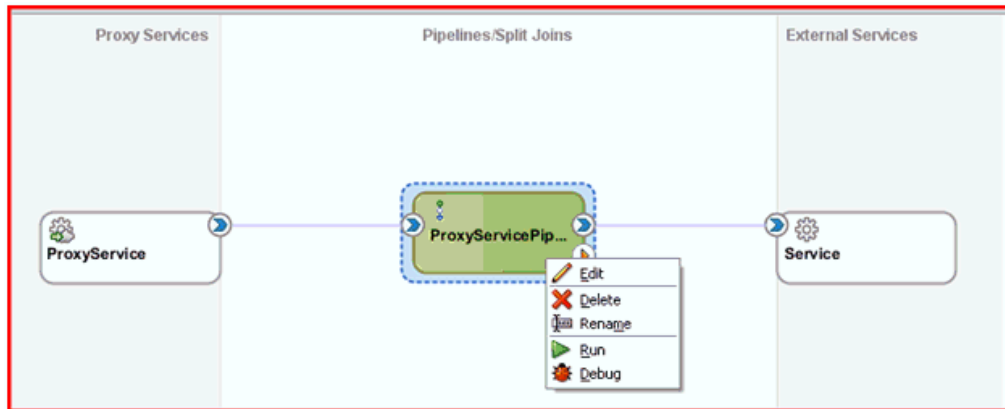 Proxy Services
Pipelines/Split Joins
External Services
ProxyService
ProxyServicePip...
Service
Edit
Delete
Rename
Run
Debug